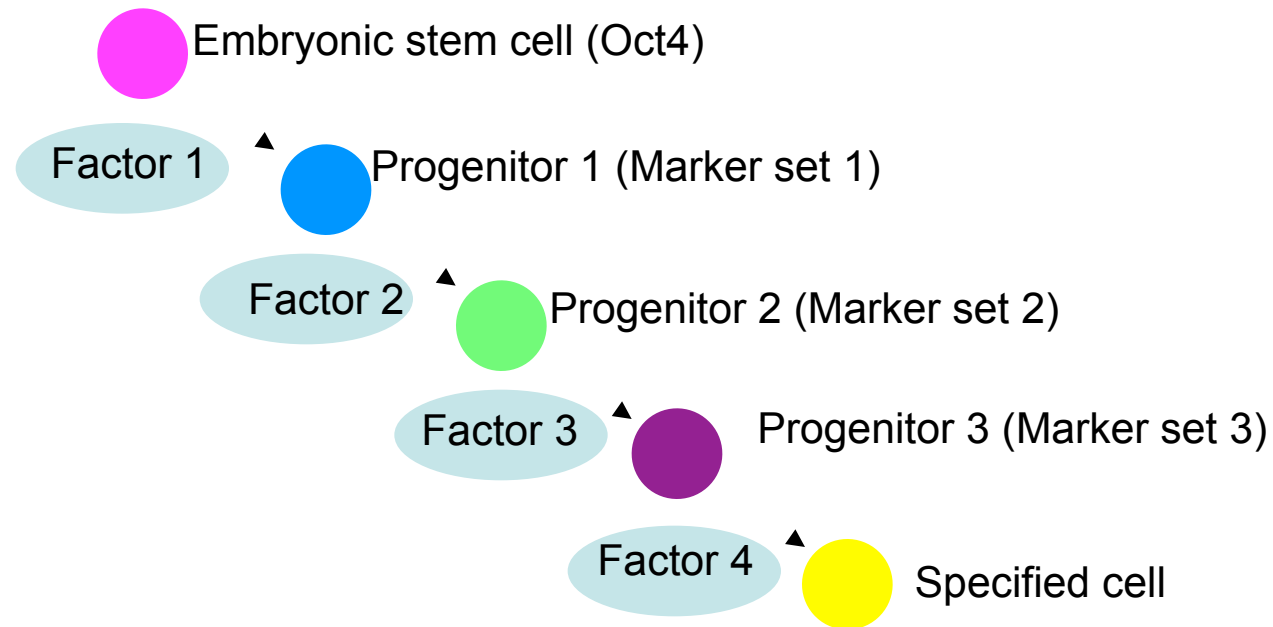 Embryonic stem cell (Oct4)
Factor 1
Progenitor 1 (Marker set 1)
Factor 2
Progenitor 2 (Marker set 2)
Factor 3
Progenitor 3 (Marker set 3)
Factor 4
Specified cell